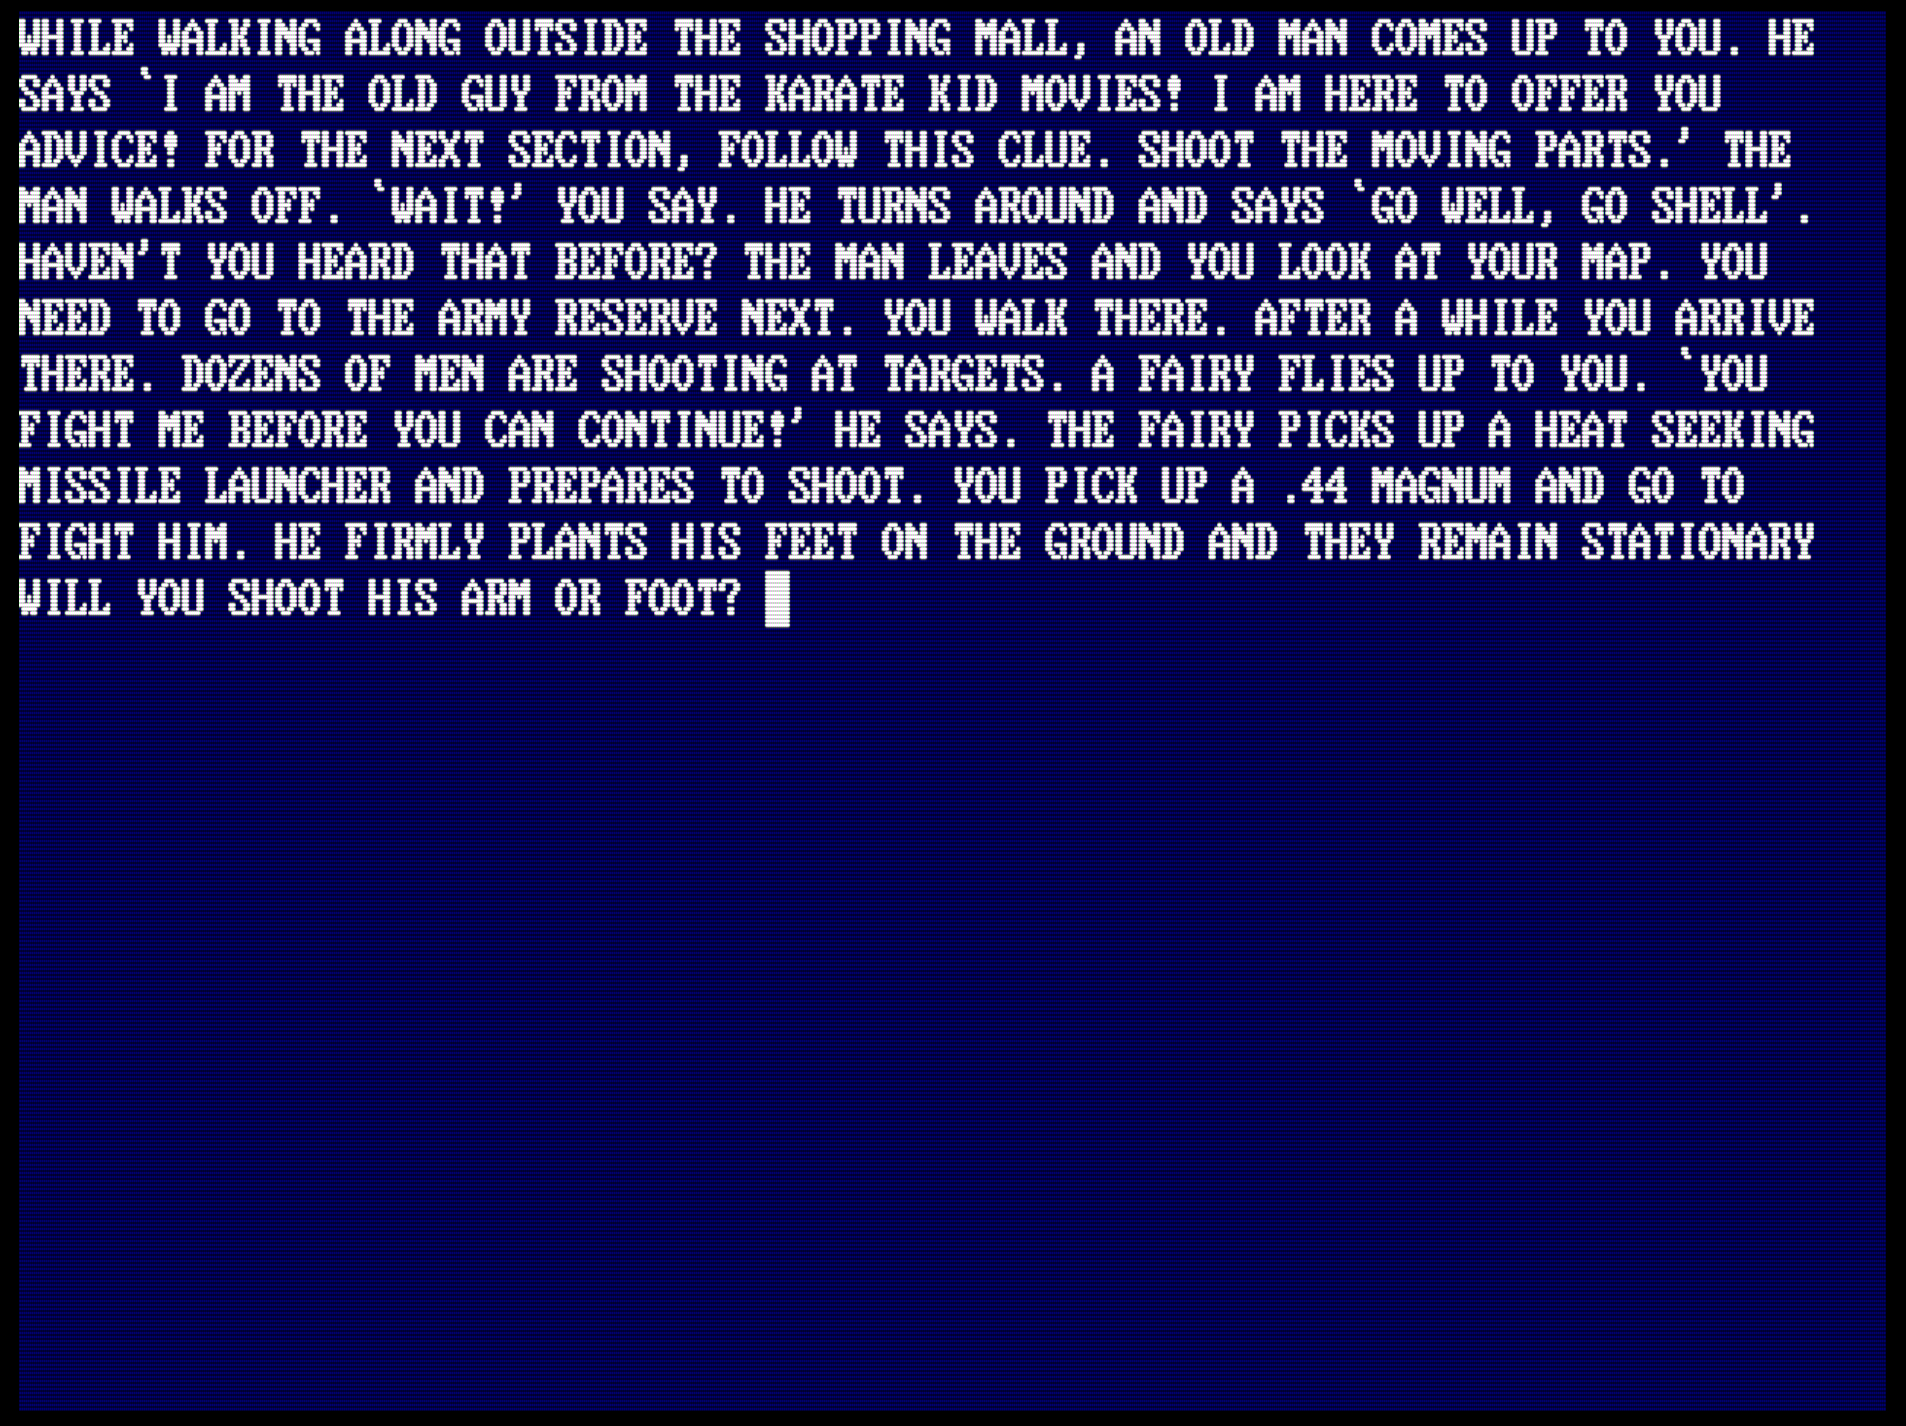 WHILE WALKING ALONG OUTSIDE THE SHOPPING MALL, AN OLD MAN COMES UP TO YOU. HE
SAYS `I AM THE OLD GUY FROM THE KARATE KID MOVIES! I AM HERE TO OFFER YOU
ADVICE! FOR THE NEXT SECTION, FOLLOW THIS CLUE. SHOOT THE MOVING PARTS.' THE
MAN WALKS OFF. `WAIT!' YOU SAY. HE TURNS AROUND AND SAYS `GO WELL, GO SHELL'.
HAVEN'T YOU HEARD THAT BEFORE? THE MAN LEAVES AND YOU LOOK AT YOUR MAP. YOU
NEED TO GO TO THE ARMY RESERVE NEXT. YOU WALK THERE. AFTER A WHILE YOU ARRIVE
THERE. DOZENS OF MEN ARE SHOOTING AT TARGETS. A FAIRY FLIES UP TO YOU. `YOU
FIGHT ME BEFORE YOU CAN CONTINUE!' HE SAYS. THE FAIRY PICKS UP A HEAT SEEKING
MISSILE LAUNCHER AND PREPARES TO SHOOT. YOU PICK UP A .44 MAGNUM AND GO TO
FIGHT HIM. HE FIRMLY PLANTS HIS FEET ON THE GROUND AND THEY REMAIN STATIONARY
WILL YOU SHOOT HIS ARM OR FOOT?